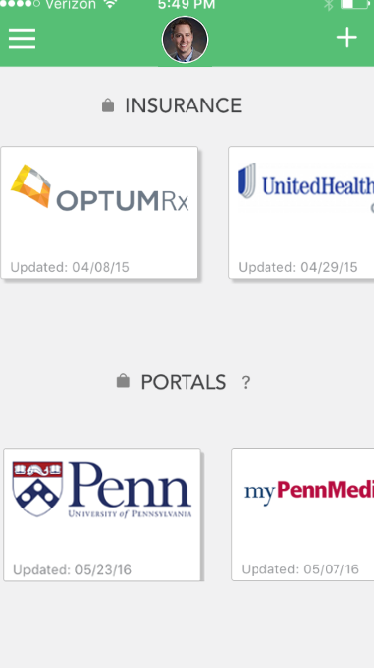 Verizon 5:49 PM
INSURANCE
OPTUMRx
UnitedHealth
Updated: 04/08/15
Updated: 04/29/15
PORTALS ?
Penn
UNIVERSITY of PENNSYLVANIA
myPennMedi
Updated: 05/23/16
Updated: 05/07/16